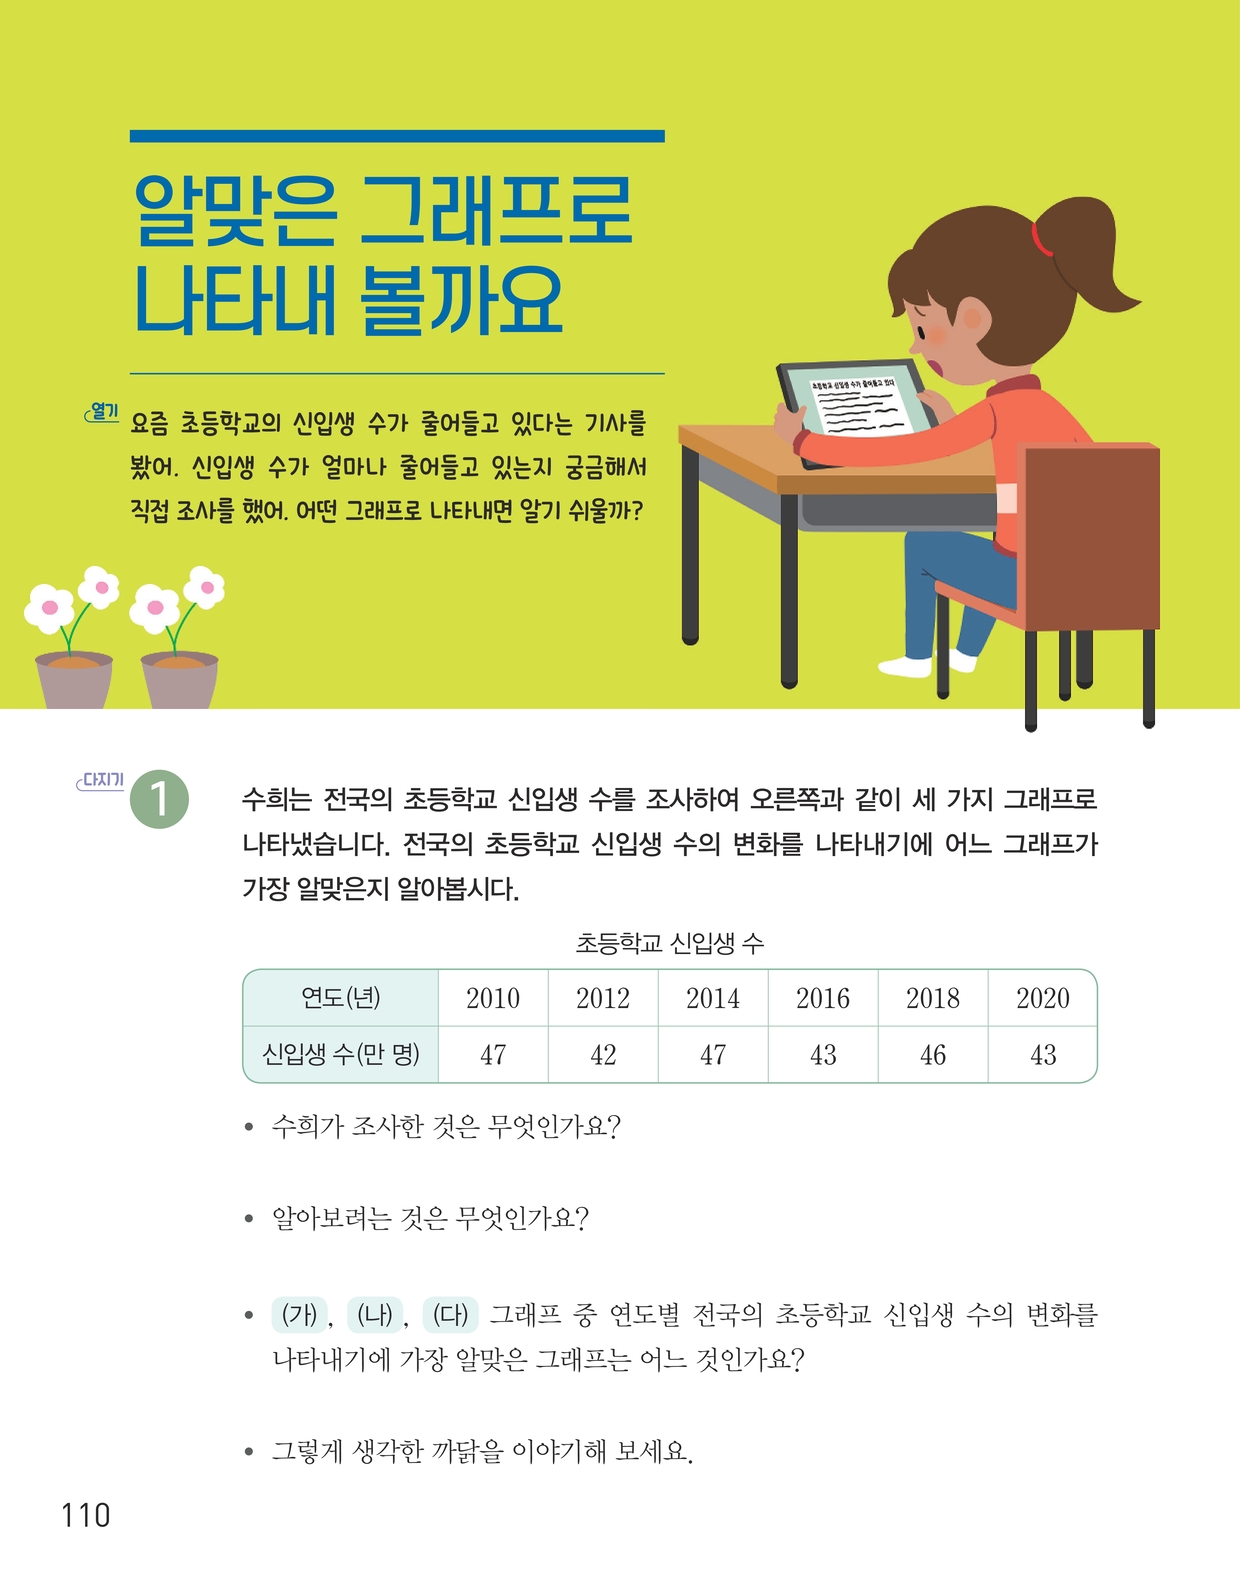 알맞은 그래프로
나타내 볼까요
열기
요즘 초등학교의 신입생 수가 줄어들고 있다는 기사를
봤어. 신입생 수가 얼마나 줄어들고 있는지 궁금해서
직접 조사를 했어. 어떤 그래프로 나타내면 알기 쉬울까?
초등학교 신입생 수가 줄어들고 있다
다지기
1
수희는 전국의 초등학교 신입생 수를 조사하여 오른쪽과 같이 세 가지 그래프로
나타냈습니다. 전국의 초등학교 신입생 수의 변화를 나타내기에 어느 그래프가
가장 알맞은지 알아봅시다.
초등학교 신입생 수
연도(년) 2010 2012 2014 2016 2018 2020
신입생 수(만 명) 47 42 47 43 46 43
• 수희가 조사한 것은 무엇인가요?
• 알아보려는 것은 무엇인가요?
• (가), (나), (다) 그래프 중 연도별 전국의 초등학교 신입생 수의 변화를
나타내기에 가장 알맞은 그래프는 어느 것인가요?
• 그렇게 생각한 까닭을 이야기해 보세요.
110